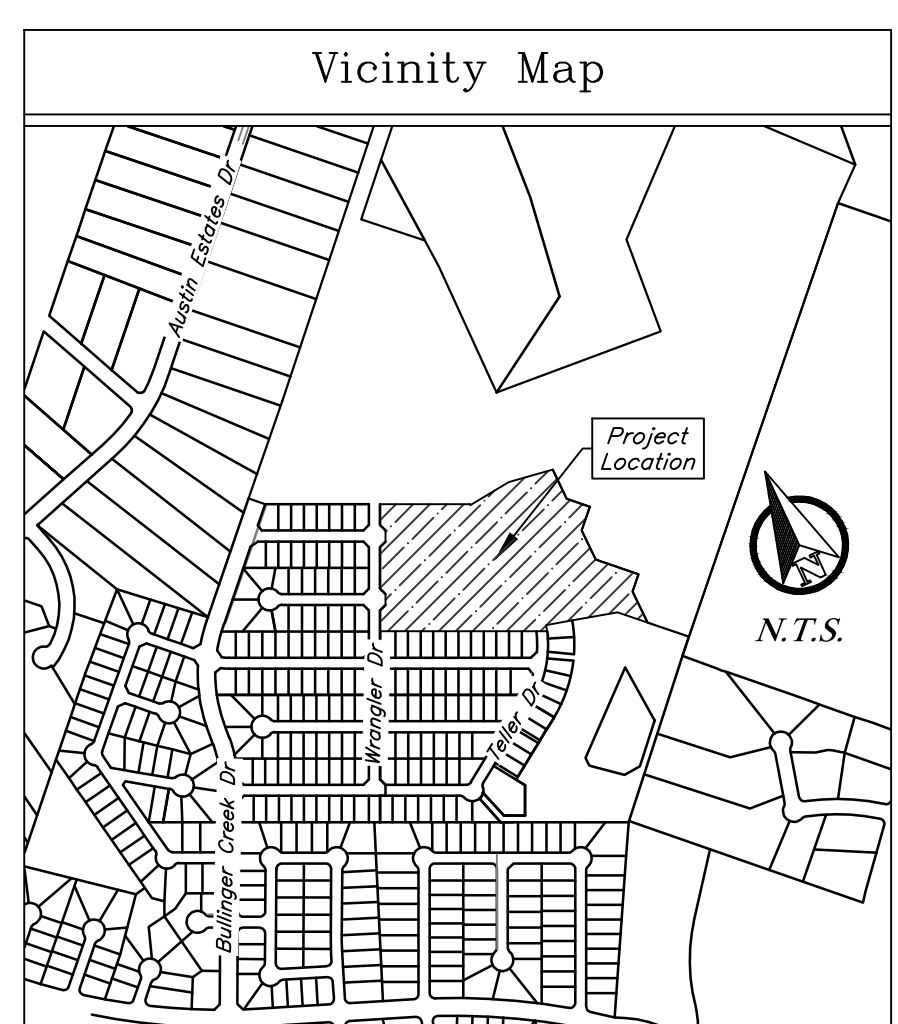 Vicinity Map
Austin Estates Dr
Project
Location
N
N.T.S.
Wrangler Dr
Teller Dr
Bullinger Creek Dr